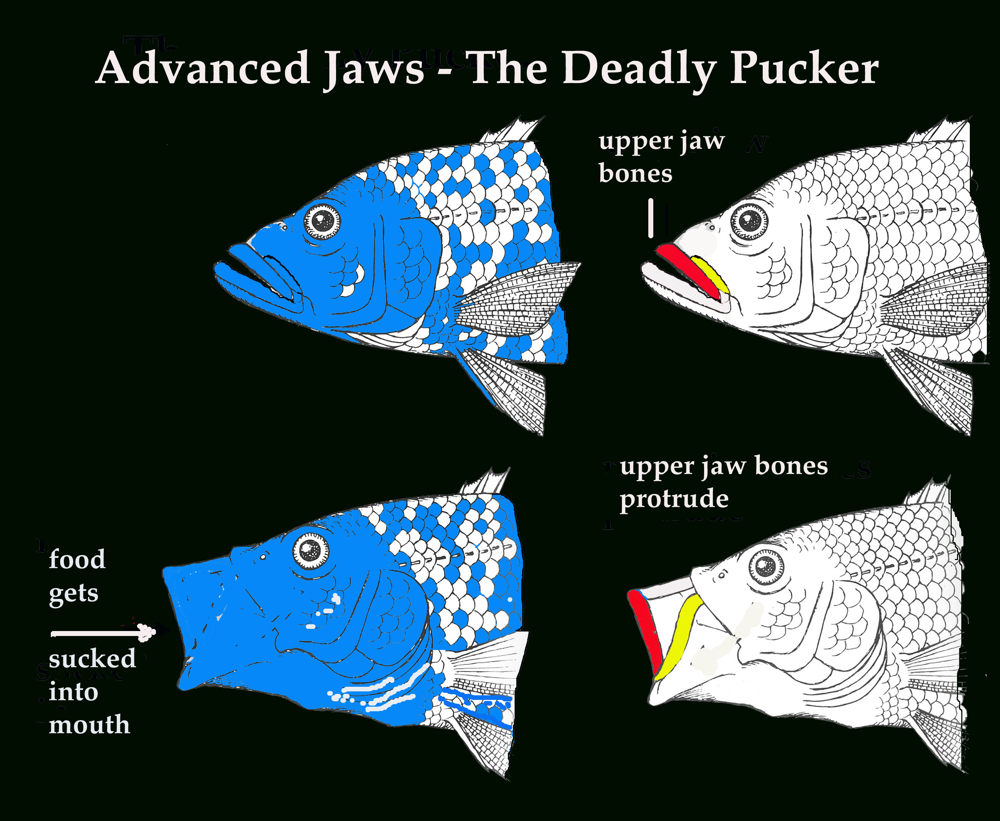 Advanced Jaws - The Deadly Pucker
upper jaw
bones
upper jaw bones
protrude
food
gets
sucked
into
mouth